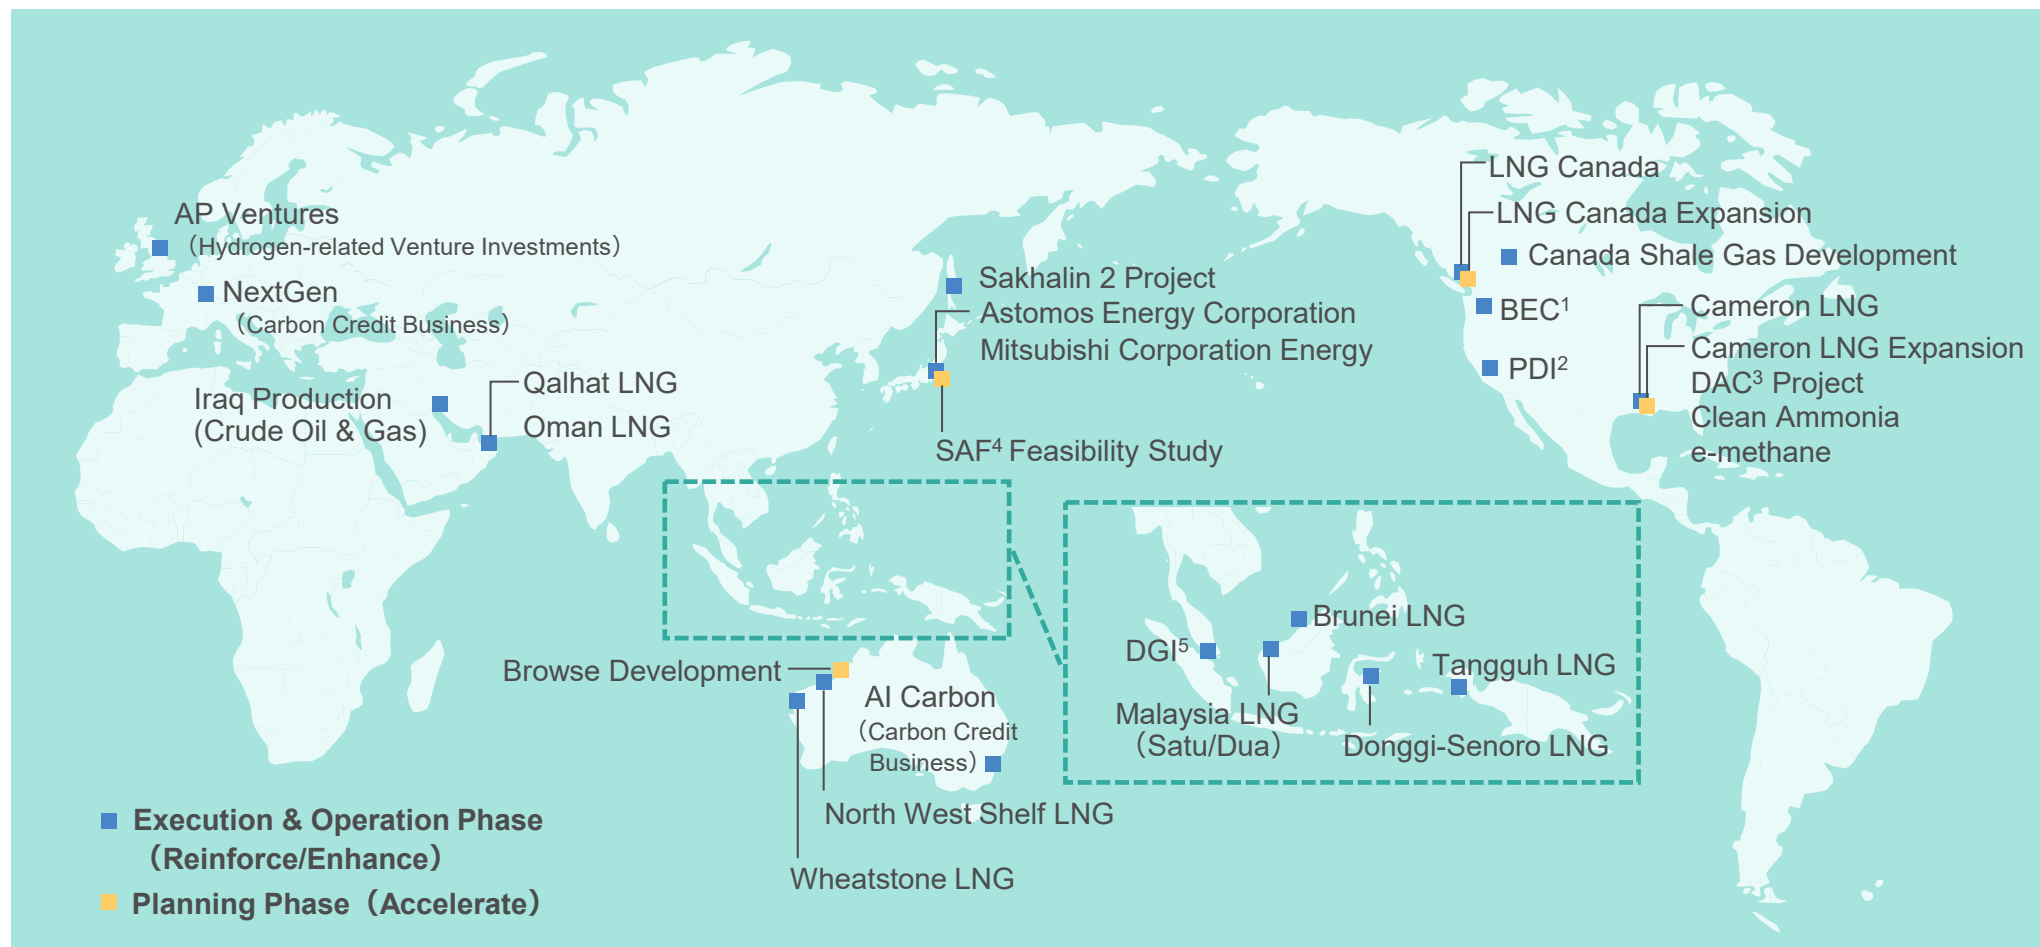 AP Ventures
（Hydrogen-related Venture Investments）
NextGen
（Carbon Credit Business）
Iraq Production
(Crude Oil & Gas)
Qalhat LNG
Oman LNG
Sakhalin 2 Project
Astomos Energy Corporation
Mitsubishi Corporation Energy
SAF⁴ Feasibility Study
LNG Canada
LNG Canada Expansion
Canada Shale Gas Development
BEC¹
PDI²
Cameron LNG
Cameron LNG Expansion
DAC³ Project
Clean Ammonia
e-methane
Browse Development
AI Carbon
（Carbon Credit
Business）
North West Shelf LNG
Wheatstone LNG
Brunei LNG
DGI⁵
Tangguh LNG
Malaysia LNG
（Satu/Dua）
Donggi-Senoro LNG
Execution & Operation Phase
（Reinforce/Enhance）
Planning Phase（Accelerate）